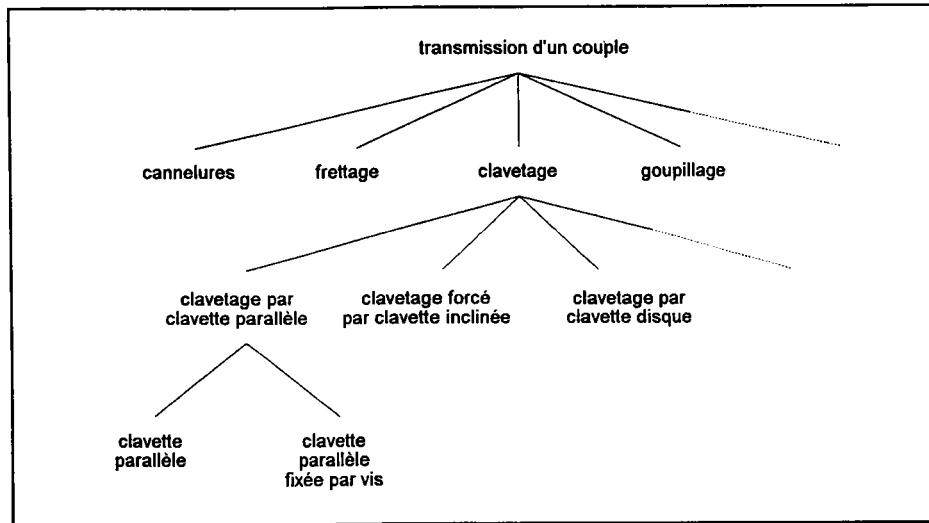 transmission d'un couple
cannelures frettage clavetage goupillage
clavetage par
clavette parallèle
clavetage forcé
par clavette inclinée
clavetage par
clavette disque
clavette
parallèle
clavette
parallèle
fixée par vis